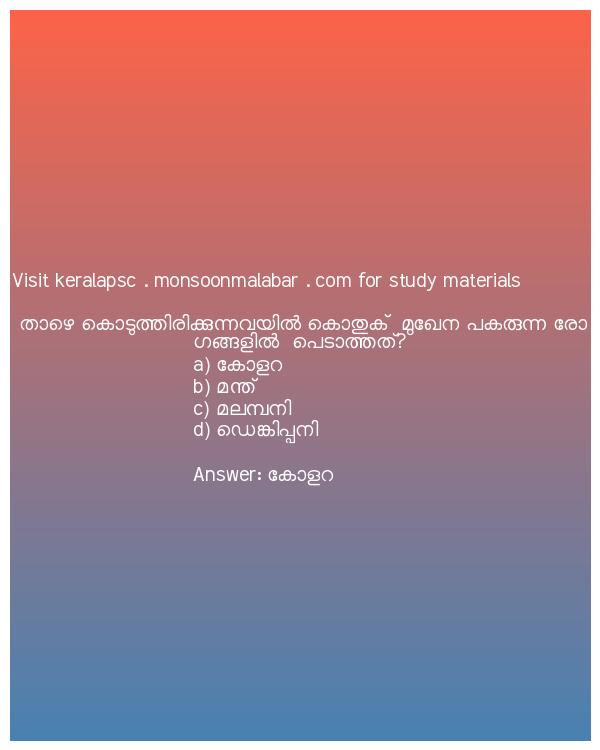 Visit keralapsc . monsoonmalabar . com for study materials
താഴെ കൊടുത്തിരിക്കുന്നവയിൽ കൊതുക് മുഖേന പകരുന്ന രോ
ഗങ്ങളിൽ പെടാത്തത്?
a) കോളറ
b) മന്ത്
c) മലമ്പനി
d) ഡെങ്കിപ്പനി
Answer: കോളറ